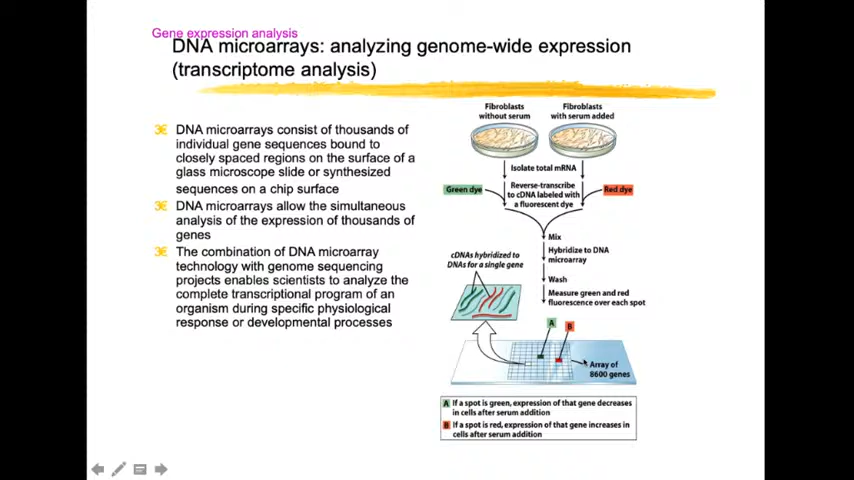 Gene expression analysis
DNA microarrays: analyzing genome-wide expression
(transcriptome analysis)
DNA microarrays consist of thousands of
individual gene sequences bound to
closely spaced regions on the surface of a
glass microscope slide or synthesized
sequences on a chip surface
DNA microarrays allow the simultaneous
analysis of the expression of thousands of
genes
The combination of DNA microarray
technology with genome sequencing
projects enables scientists to analyze the
complete transcriptional program of an
organism during specific physiological
response or developmental processes
Fibroblasts
without serum
Fibroblasts
with serum added
Isolate total mRNA
Green dye
Reverse-transcribe
to cDNA labeled with
a fluorescent dye
Red dye
Mix
Hybridize to DNA
microarray
Wash
Measure green and red
fluorescence over each spot
cDNAs hybridized to
DNAs for a single gene
A
B
Array of
8600 genes
A If a spot is green, expression of that gene decreases
in cells after serum addition
B If a spot is red, expression of that gene increases in
cells after serum addition